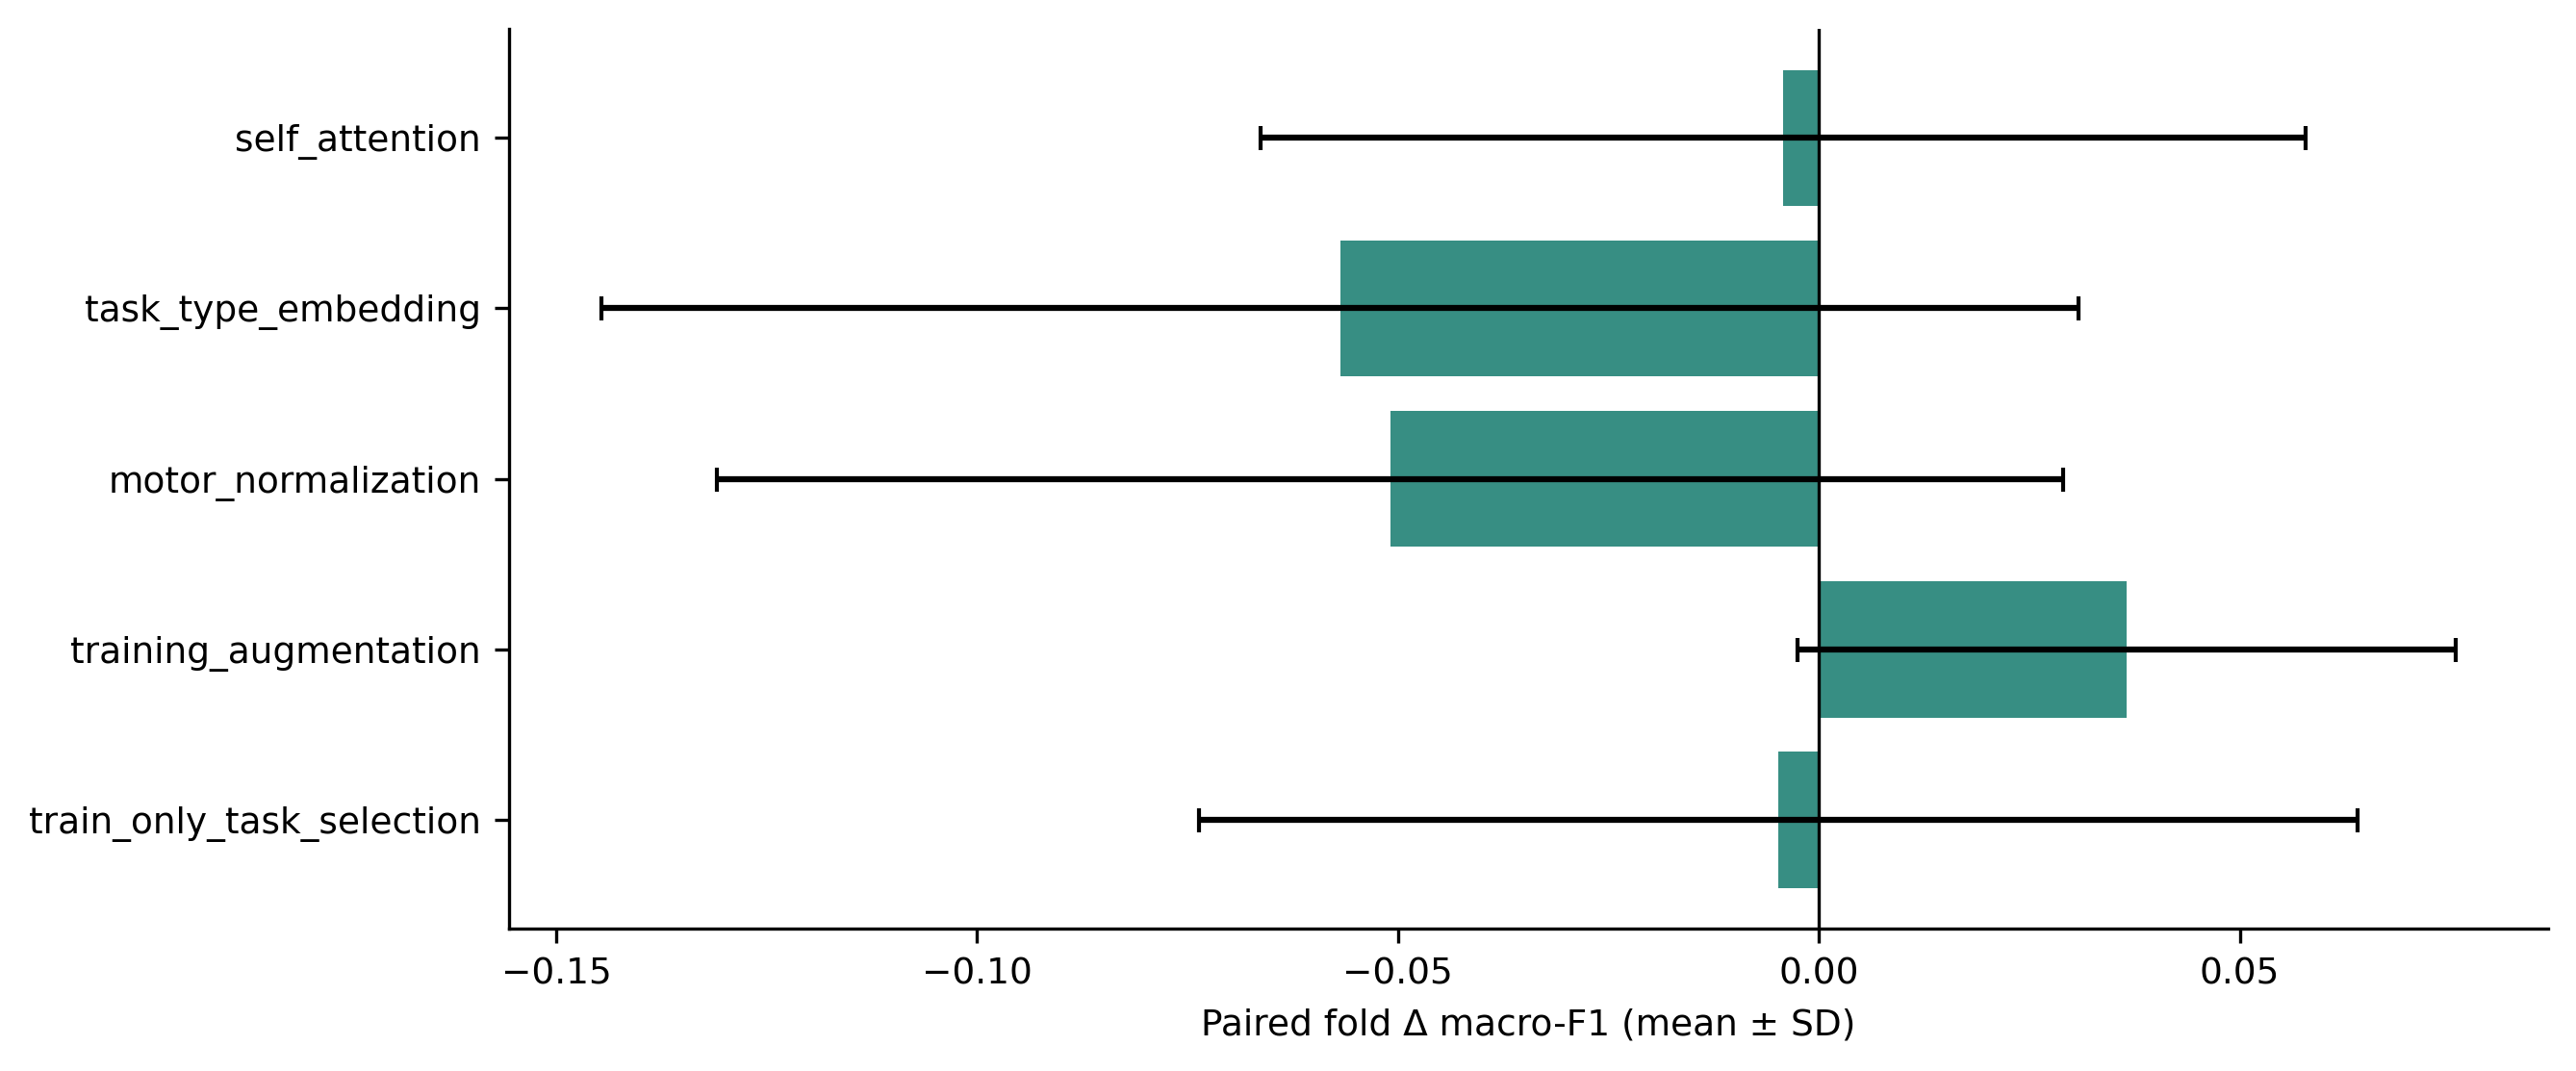 self_attention
task_type_embedding
motor_normalization
training_augmentation
train_only_task_selection
−0.15 −0.10 −0.05 0.00 0.05
Paired fold Δ macro-F1 (mean ± SD)